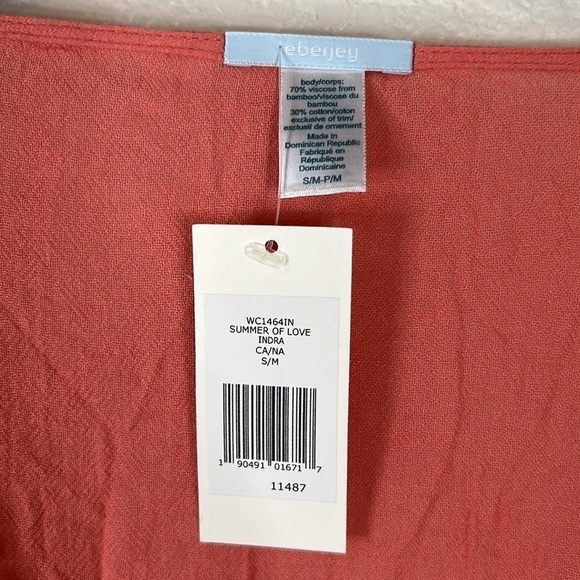 eberjey
body/corps:
70% viscose from
bamboo/viscose du
bambou
30% cotton/coton
exclusive of trim/
exclusif de ornement
Made in
Dominican Republic
Fabriqué en
République
Dominicaine
S/M-P/M
WC1464IN
SUMMER OF LOVE
INDRA
CA/NA
S/M
1 90491 01671 7
11487